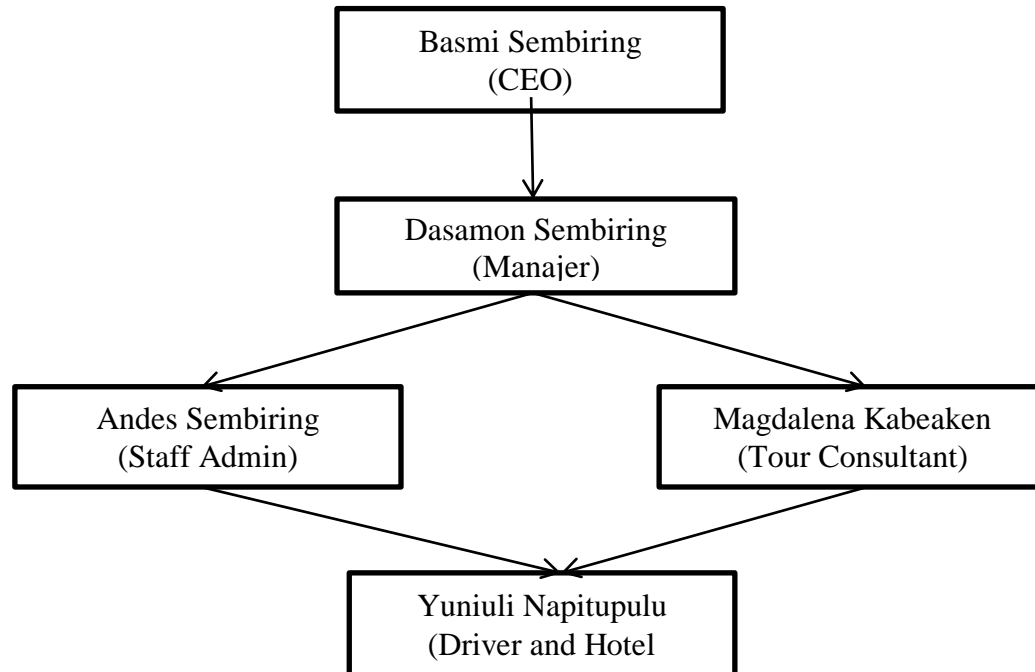 Basmi Sembiring
(CEO)
Dasamon Sembiring
(Manajer)
Andes Sembiring
(Staff Admin)
Magdalena Kabeaken
(Tour Consultant)
Yuniuli Napitupulu
(Driver and Hotel